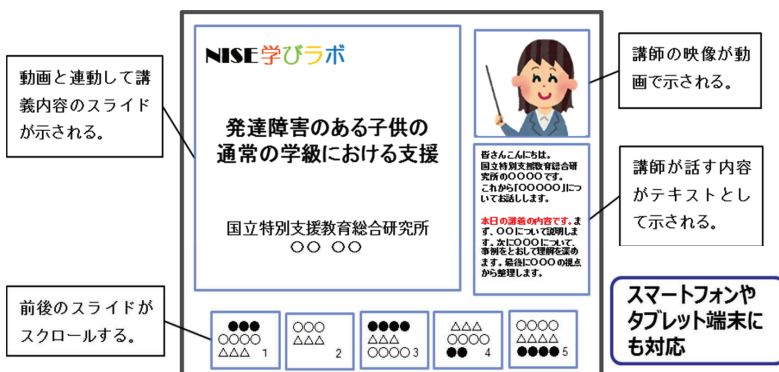 動画と連動して講
義内容のスライド
が示される。
前後のスライドが
スクロールする。
NISE学びラボ
発達障害のある子供の
通常の学級における支援
国立特別支援教育総合研究所
〇〇 〇〇
皆さんこんにちは。
国立特別支援教育総合研
究所の〇〇〇〇です。
これから「〇〇〇〇〇」につ
いてお話しします。
本日の講義の内容です。ま
ず、〇〇について説明しま
す。次に〇〇〇について、
事例をとおして理解を深め
ます。最後に〇〇〇の視点
から整理します。
●●●
〇〇〇〇
△△△ 1
〇〇〇
△△△
2
●●●●
△△△
〇〇〇〇 3
△△△
〇〇〇〇
●● 4
〇〇〇〇
△△△△
●●●● 5
講師の映像が動
画で示される。
講師が話す内容
がテキストとし
て示される。
スマートフォンや
タブレット端末に
も対応